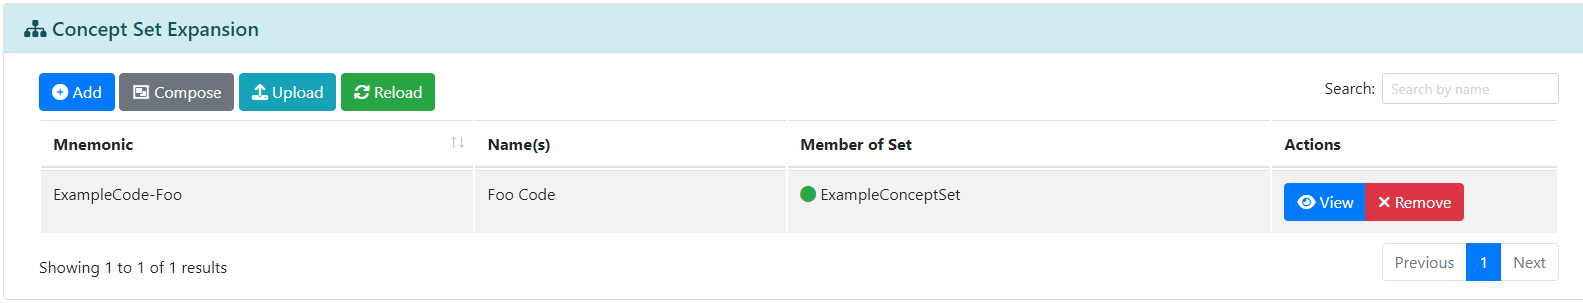 Concept Set Expansion
Add Compose Upload Reload Search: Search by name
Mnemonic Name(s) Member of Set Actions
ExampleCode-Foo Foo Code ExampleConceptSet View Remove
Showing 1 to 1 of 1 results Previous 1 Next